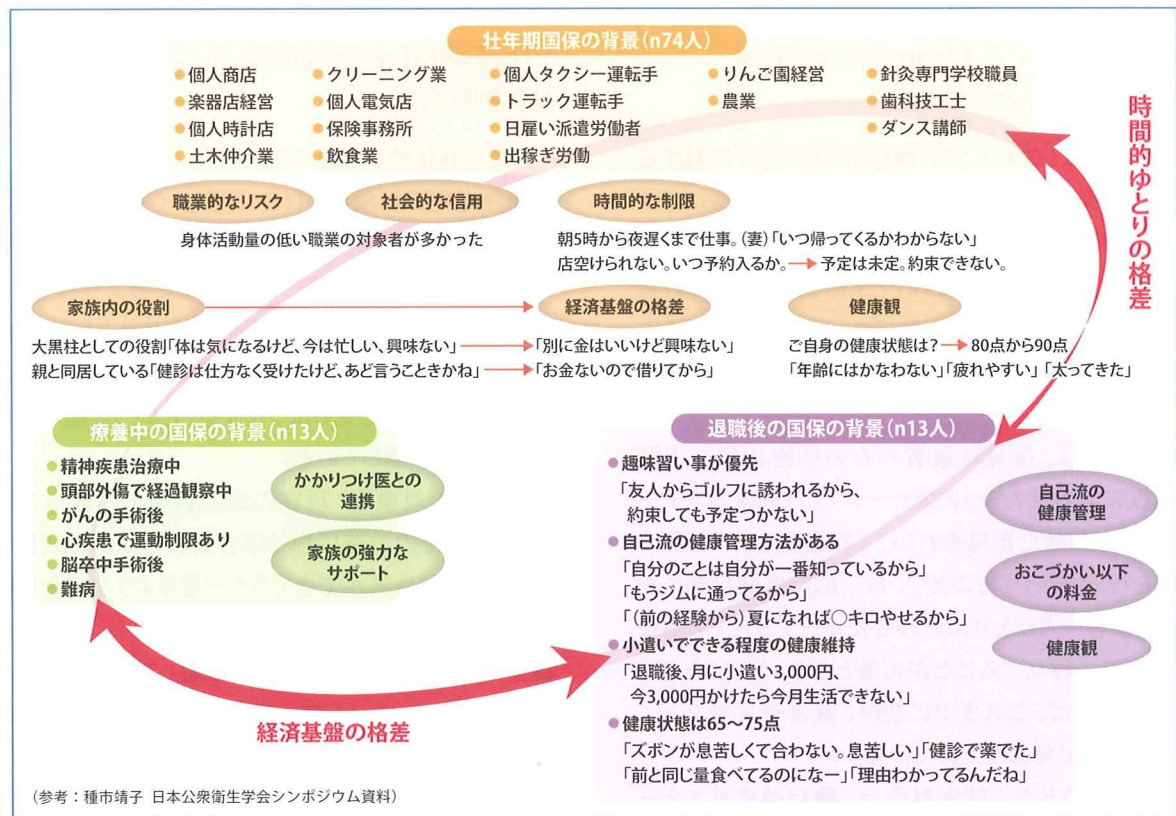 壮年期国保の背景(n74人)
●個人商店
●楽器店経営
●個人時計店
●土木仲介業
●クリーニング業
●個人電気店
●保険事務所
●飲食業
●個人タクシー運転手
●トラック運転手
●日雇い派遣労働者
●出稼ぎ労働
●りんご園経営
●農業
●針灸専門学校職員
●歯科技工士
●ダンス講師
時間的ゆとりの格差
職業的なリスク
社会的な信用
時間的な制限
身体活動量の低い職業の対象者が多かった
朝5時から夜遅くまで仕事。(妻)「いつ帰ってくるかわからない」
店空けられない。いつ予約入るか。→予定は未定。約束できない。
家族内の役割
経済基盤の格差
健康観
大黒柱としての役割「体は気になるけど、今は忙しい、興味ない」→「別に金はいいけど興味ない」
親と同居している「健診は仕方なく受けたけど、あど言うことぎかね」→「お金ないので借りてから」
ご自身の健康状態は?→80点から90点
「年齢にはかなわない」「疲れやすい」「太ってきた」
療養中の国保の背景(n13人)
●精神疾患治療中
●頭部外傷で経過観察中
●がんの手術後
●心疾患で運動制限あり
●脳卒中手術後
●難病
かかりつけ医との
連携
家族の強力な
サポート
退職後の国保の背景(n13人)
●趣味習い事が優先
「友人からゴルフに誘われるから、
約束しても予定つかない」
●自己流の健康管理方法がある
「自分のことは自分が一番知っているから」
「もうジムに通ってるから」
「(前の経験から)夏になれば○キロやせるから」
●小遣いでできる程度の健康維持
「退職後、月に小遣い3,000円、
今3,000円かけたら今月生活できない」
●健康状態は65〜75点
「ズボンが息苦しくて合わない。息苦しい」「健診で薬でた」
「前と同じ量食べてるのになー」「理由わかってるんだね」
自己流の
健康管理
おこづかい以下
の料金
健康観
経済基盤の格差
(参考:種市靖子 日本公衆衛生学会シンポジウム資料)